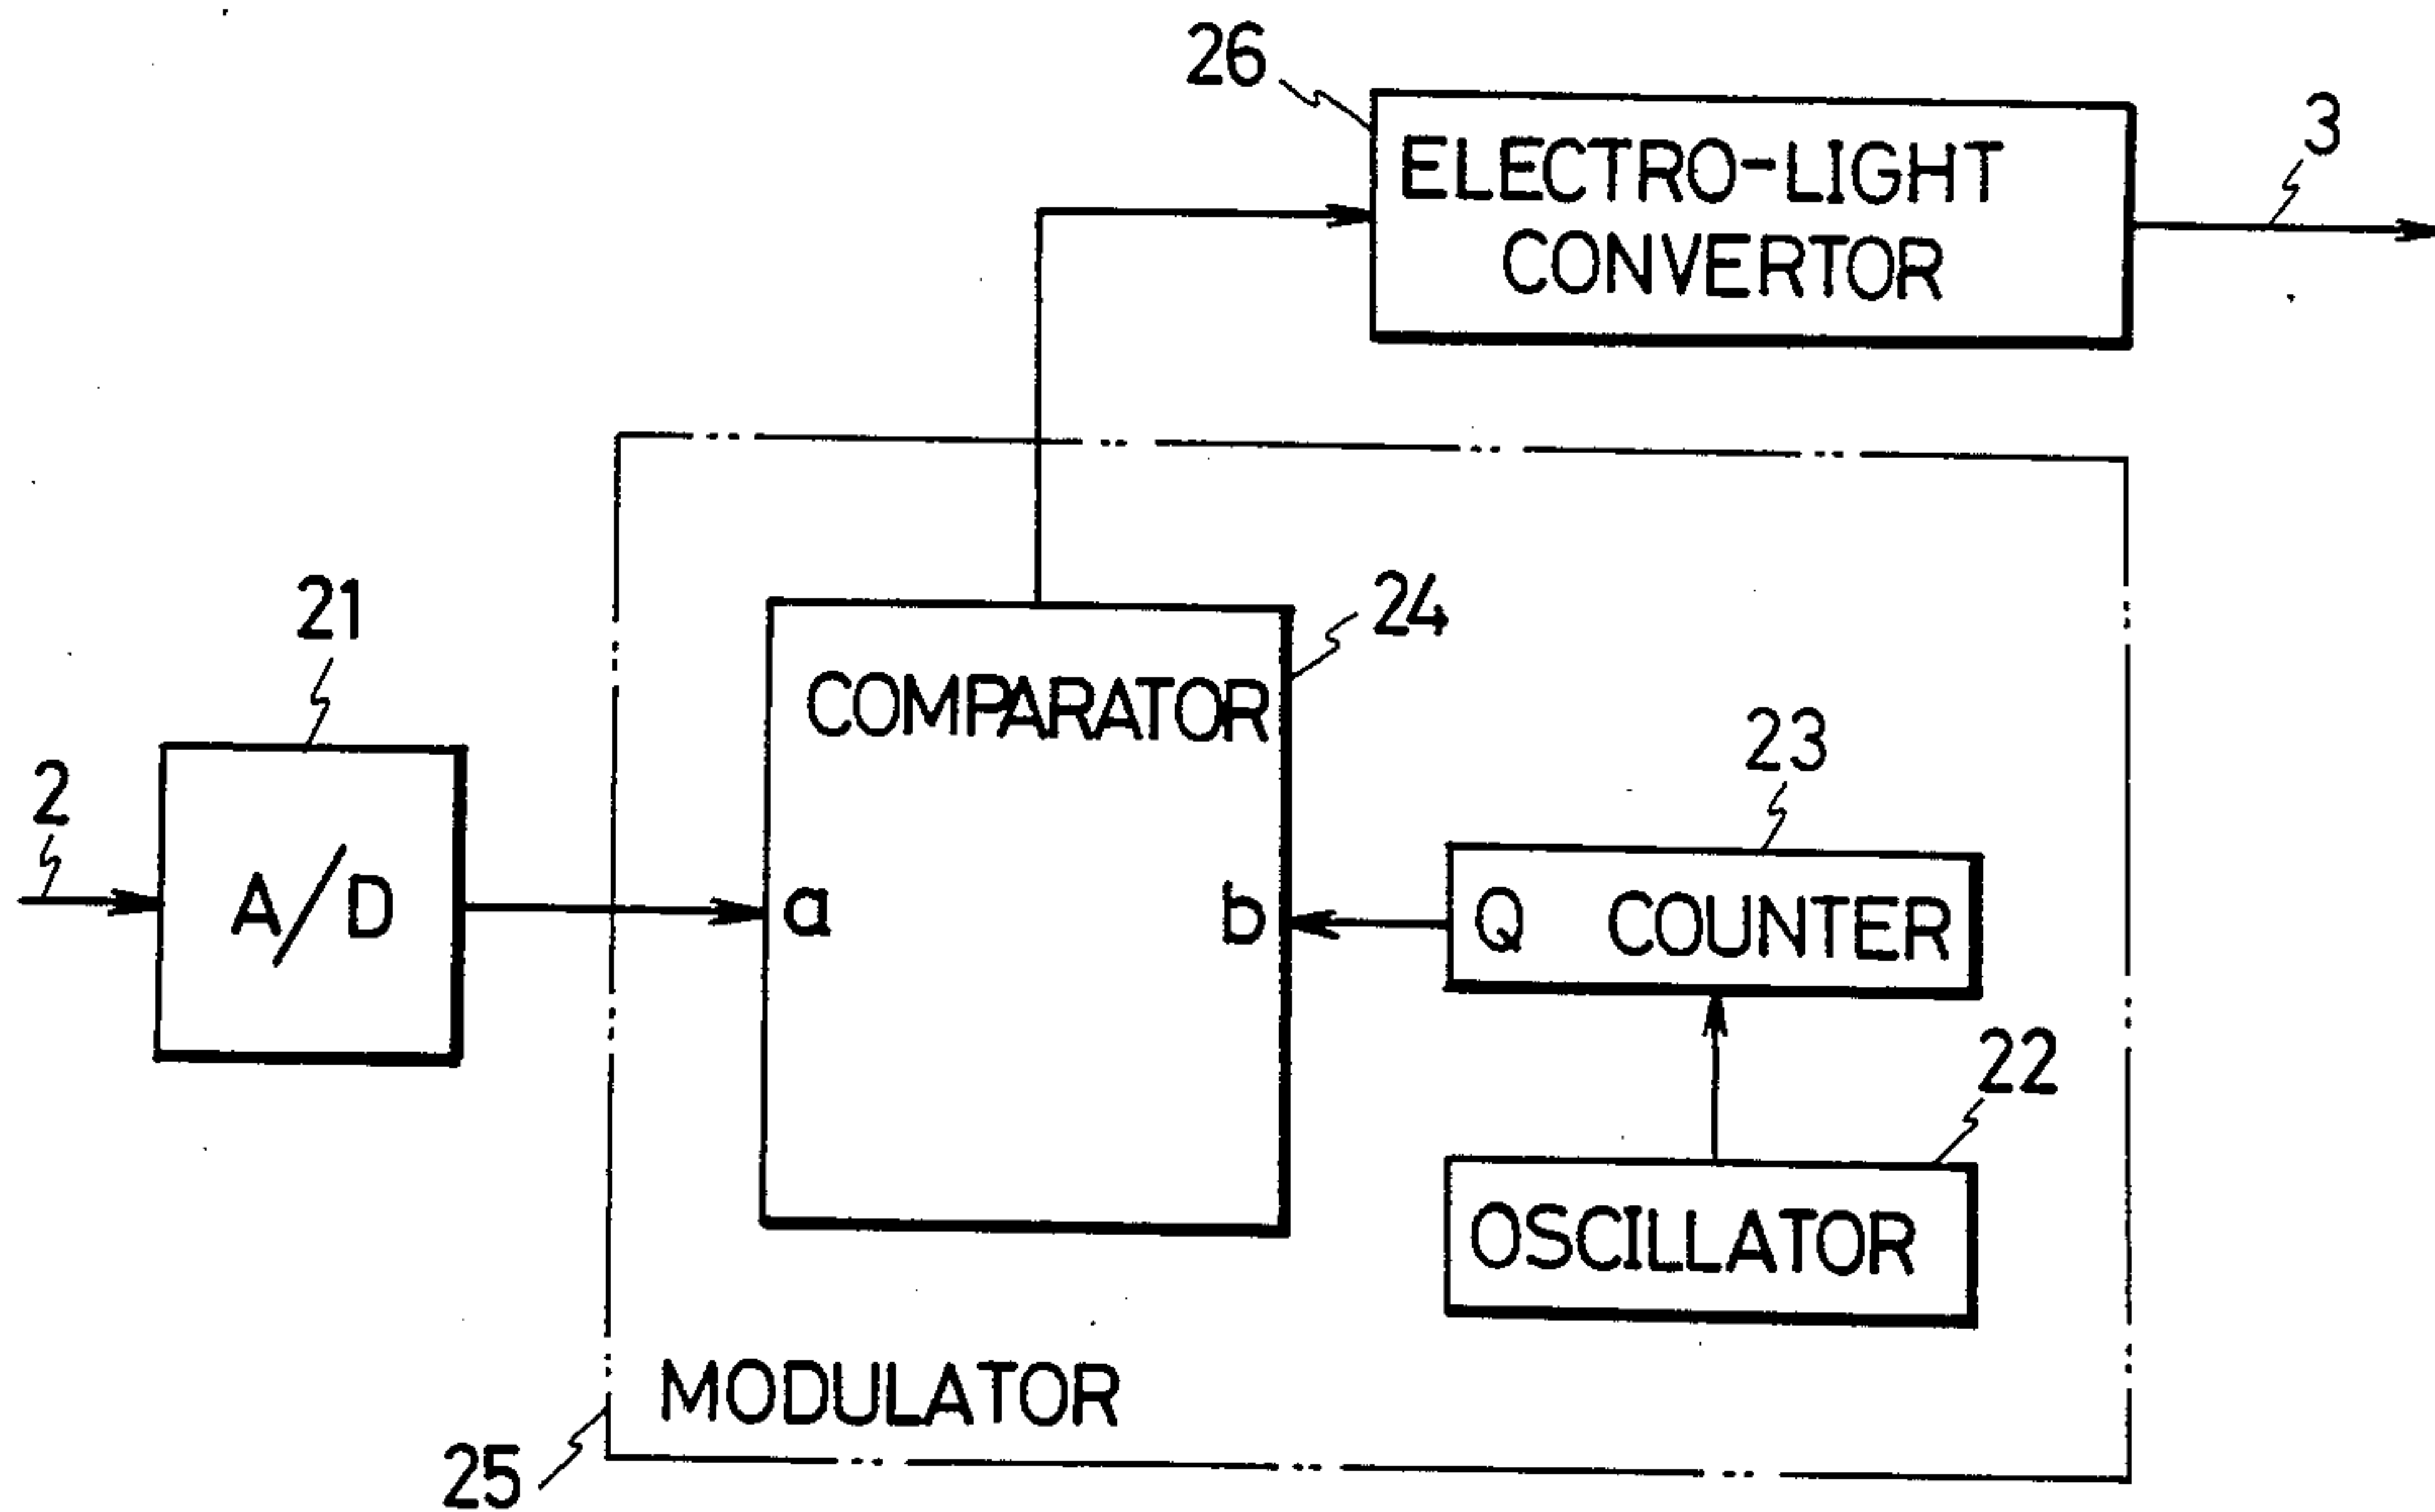 26
ELECTRO-LIGHT
CONVERTOR
3
21
24
COMPARATOR
2
23
A/D
a
b
Q COUNTER
22
OSCILLATOR
MODULATOR
25